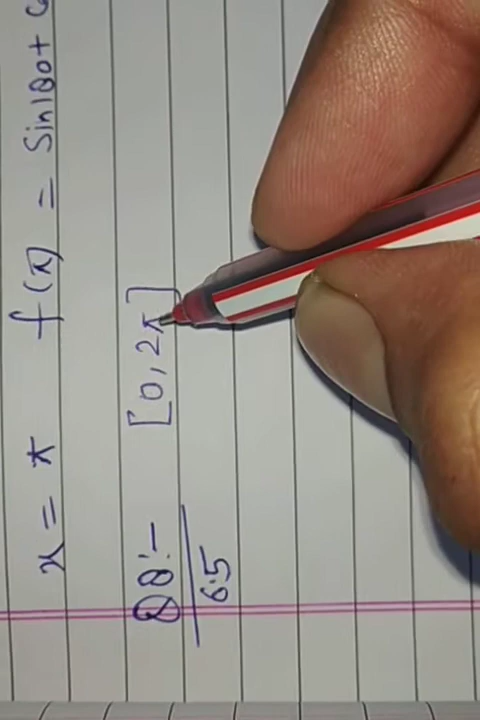 x = π f(π) = Sin180+
Q8:- [0, 2π]
6.5